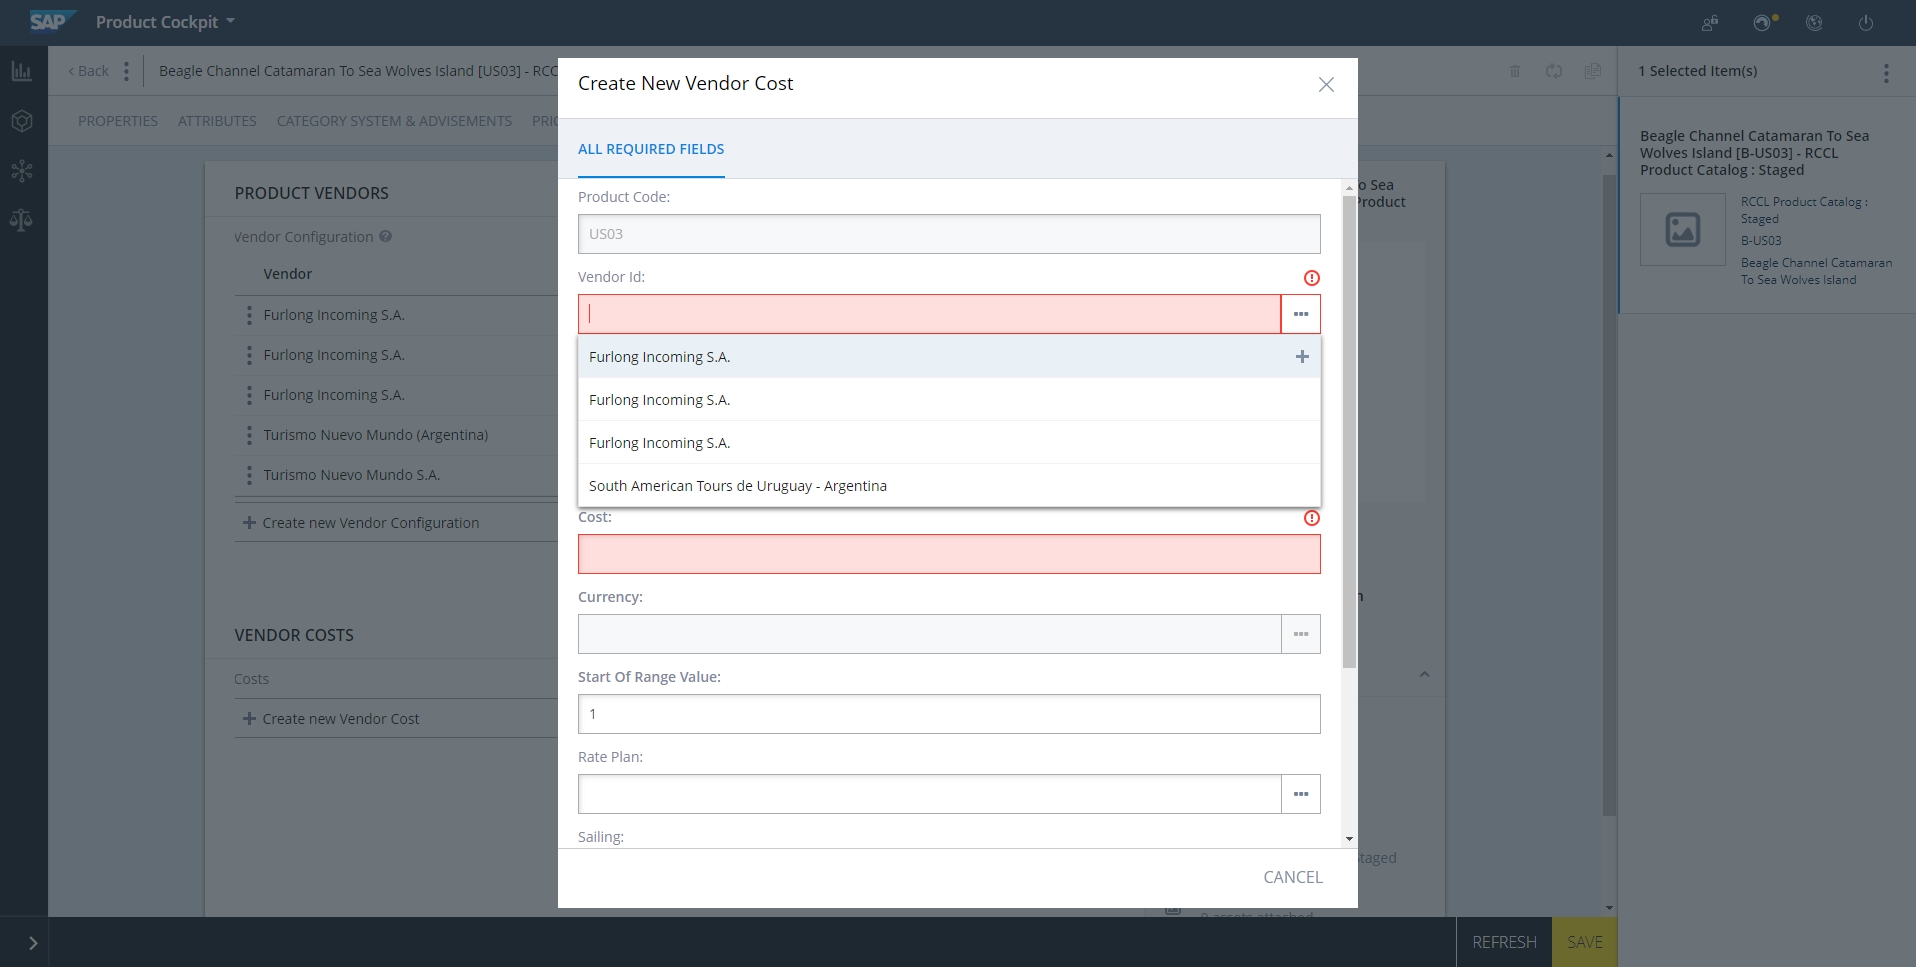 SAP Product Cockpit
Back
Beagle Channel Catamaran To Sea Wolves Island [US03] - RCC
1 Selected Item(s)
PROPERTIES ATTRIBUTES CATEGORY SYSTEM & ADVISEMENTS PRIC
PRODUCT VENDORS
Vendor Configuration
Vendor
Furlong Incoming S.A.
Furlong Incoming S.A.
Furlong Incoming S.A.
Turismo Nuevo Mundo (Argentina)
Turismo Nuevo Mundo S.A.
Create new Vendor Configuration
VENDOR COSTS
Costs
Create new Vendor Cost
Create New Vendor Cost
ALL REQUIRED FIELDS
Product Code:
US03
Vendor Id:
Furlong Incoming S.A.
Furlong Incoming S.A.
Furlong Incoming S.A.
South American Tours de Uruguay - Argentina
Cost:
Currency:
Start Of Range Value:
1
Rate Plan:
Sailing:
CANCEL
o Sea
Product
n
Staged
0 assets attached
Beagle Channel Catamaran To Sea
Wolves Island [B-US03] - RCCL
Product Catalog : Staged
RCCL Product Catalog :
Staged
B-US03
Beagle Channel Catamaran
To Sea Wolves Island
REFRESH
SAVE